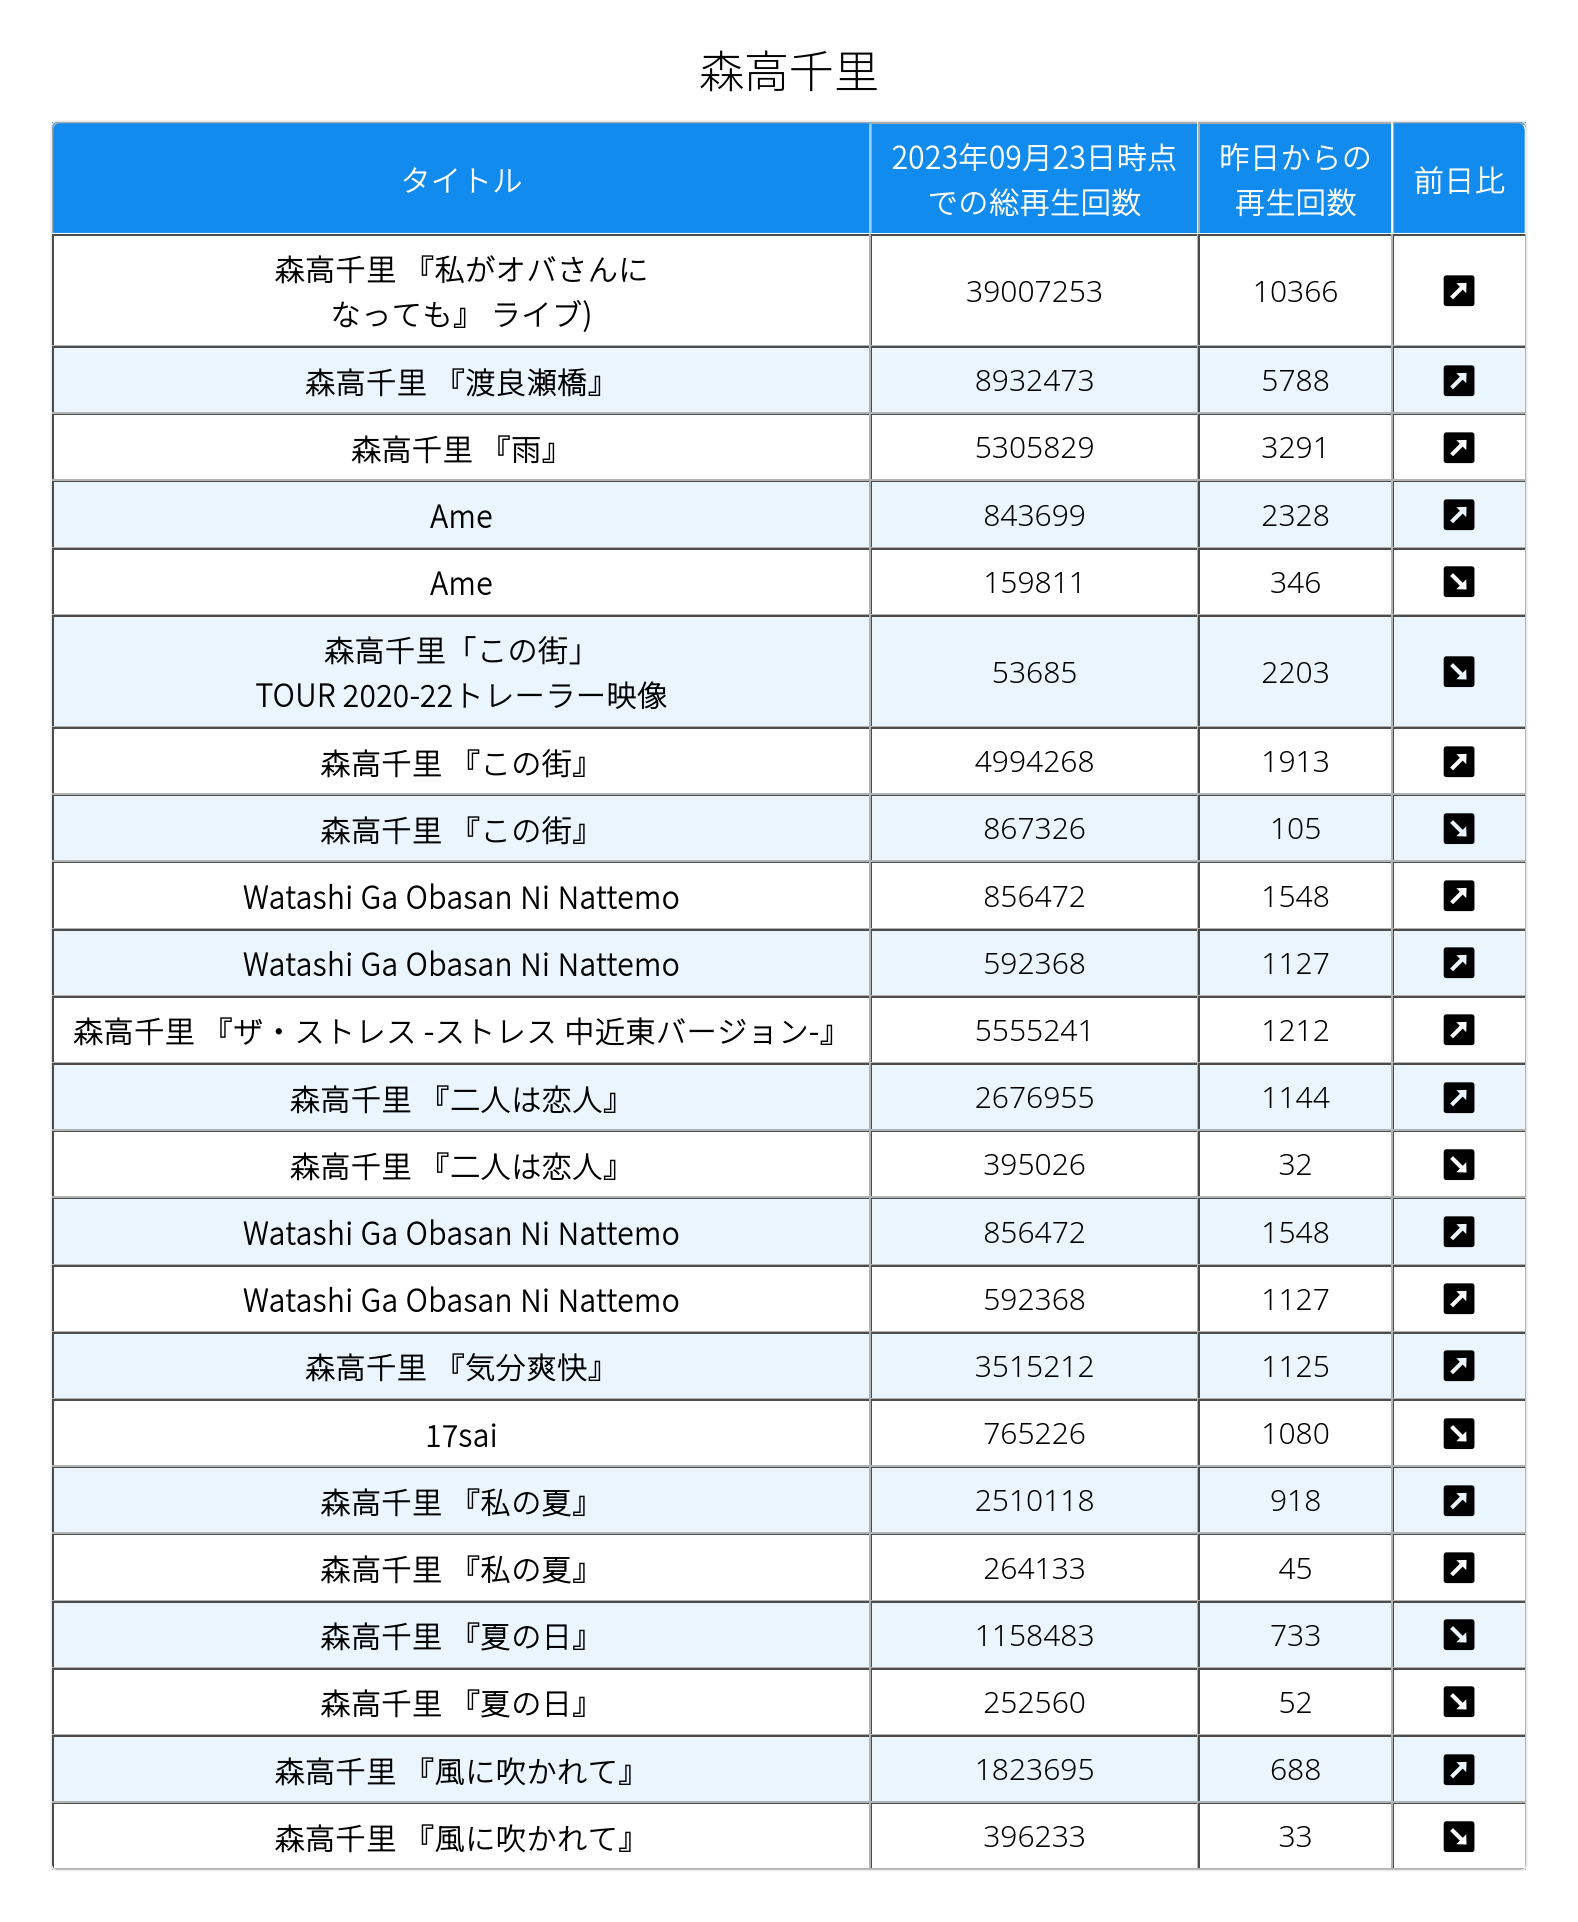 森高千里
タイトル
2023年09月23日時点
での総再生回数
昨日からの
再生回数
前日比
森高千里 『私がオバさんに
なっても』 ライブ)
39007253
10366
森高千里 『渡良瀬橋』
8932473
5788
森高千里 『雨』
5305829
3291
Ame
843699
2328
Ame
159811
346
森高千里「この街」
TOUR 2020-22トレーラー映像
53685
2203
森高千里 『この街』
4994268
1913
森高千里 『この街』
867326
105
Watashi Ga Obasan Ni Nattemo
856472
1548
Watashi Ga Obasan Ni Nattemo
592368
1127
森高千里 『ザ・ストレス -ストレス 中近東バージョン-』
5555241
1212
森高千里 『二人は恋人』
2676955
1144
森高千里 『二人は恋人』
395026
32
Watashi Ga Obasan Ni Nattemo
856472
1548
Watashi Ga Obasan Ni Nattemo
592368
1127
森高千里 『気分爽快』
3515212
1125
17sai
765226
1080
森高千里 『私の夏』
2510118
918
森高千里 『私の夏』
264133
45
森高千里 『夏の日』
1158483
733
森高千里 『夏の日』
252560
52
森高千里 『風に吹かれて』
1823695
688
森高千里 『風に吹かれて』
396233
33